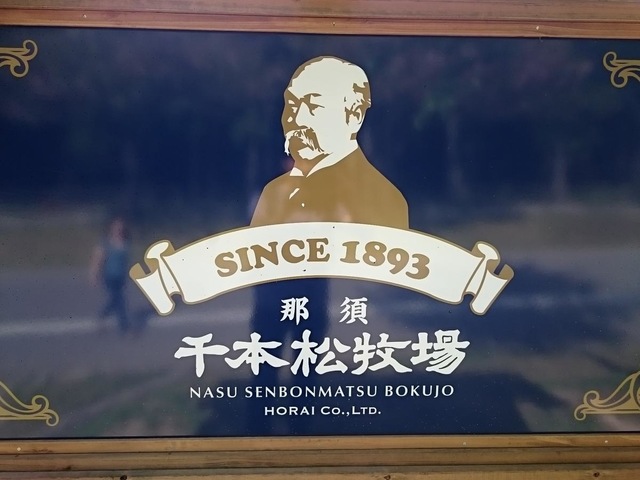 SINCE 1893
那須
千本松牧場
NASU SENBONMATSU BOKUJO
HORAI Co.,LTD.